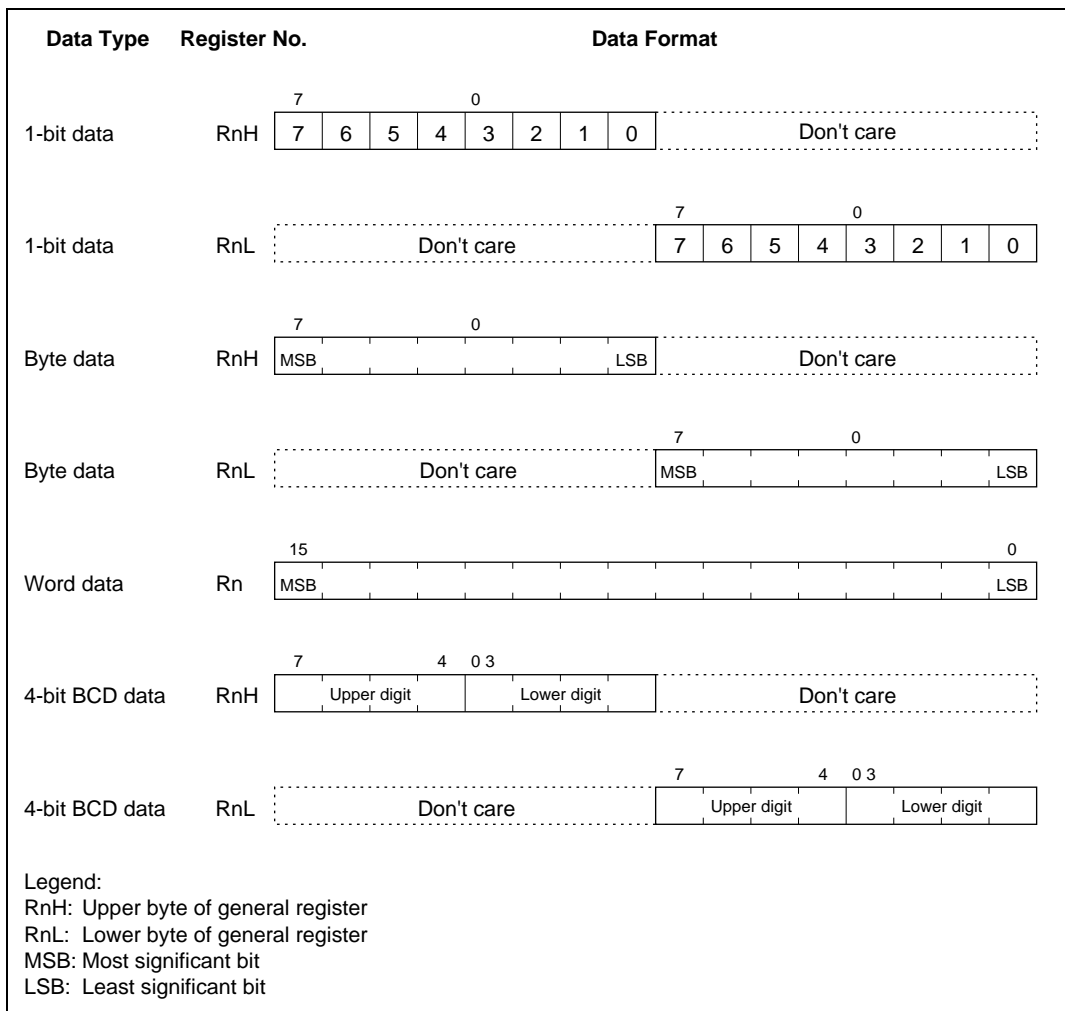 Data Type Register No. Data Format
7 0
1-bit data RnH 7 6 5 4 3 2 1 0 Don't care
7 0
1-bit data RnL Don't care 7 6 5 4 3 2 1 0
7 0
Byte data RnH MSB LSB Don't care
7 0
Byte data RnL Don't care MSB LSB
15 0
Word data Rn MSB LSB
7 4 0 3
4-bit BCD data RnH Upper digit Lower digit Don't care
7 4 0 3
4-bit BCD data RnL Don't care Upper digit Lower digit
Legend:
RnH: Upper byte of general register
RnL: Lower byte of general register
MSB: Most significant bit
LSB: Least significant bit